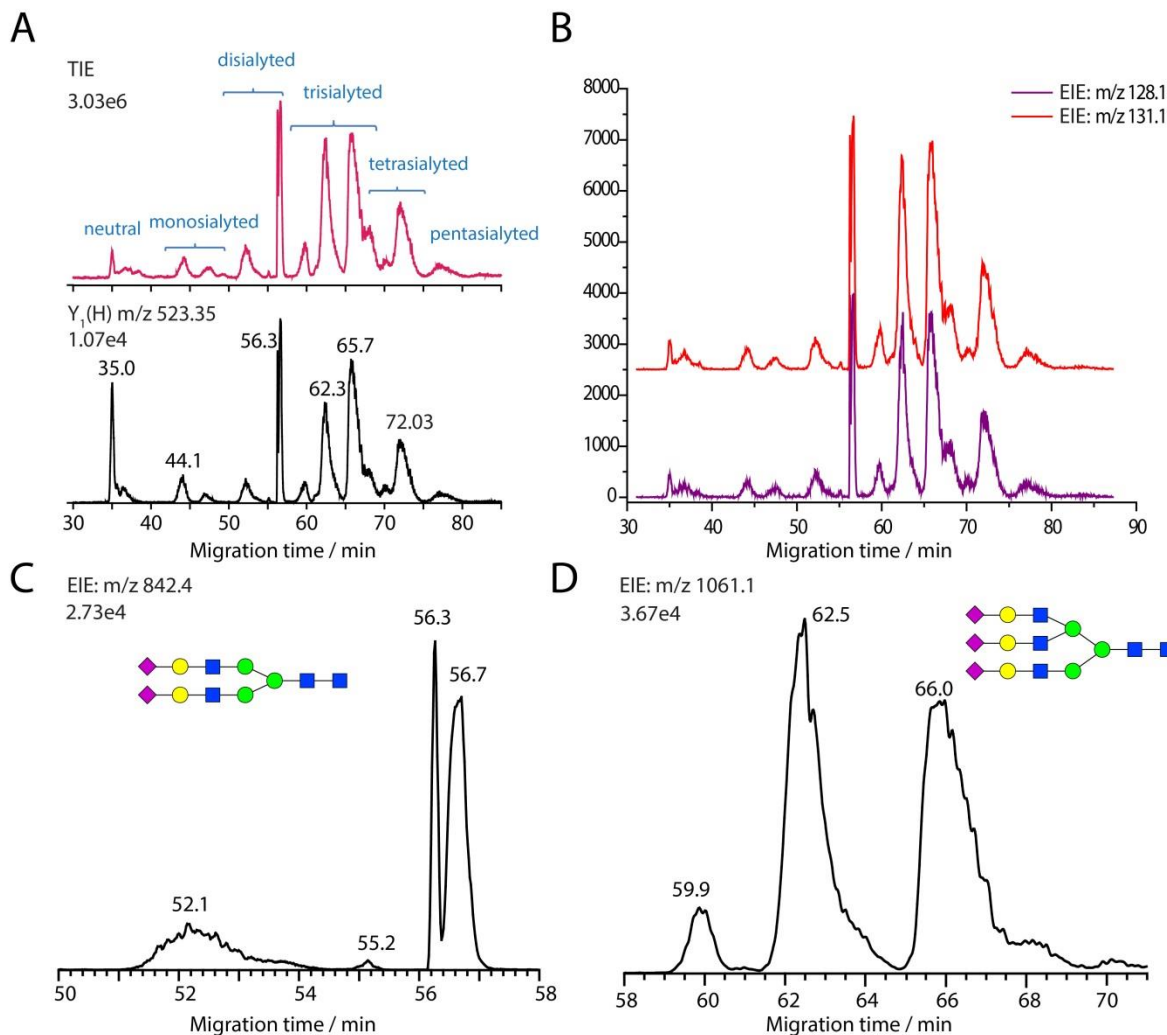 A
TIE
3.03e6
neutral
monosialyted
disialyted
trisialyted
tetrasialyted
pentasialyted
Y1(H) m/z 523.35
1.07e4
35.0
44.1
56.3
62.3
65.7
72.03
30 40 50 60 70 80
Migration time / min
B
EIE: m/z 128.1
EIE: m/z 131.1
8000
7000
6000
5000
4000
3000
2000
1000
0
30 40 50 60 70 80 90
Migration time / min
C
EIE: m/z 842.4
2.73e4
52.1
55.2
56.3
56.7
50 52 54 56 58
Migration time / min
D
EIE: m/z 1061.1
3.67e4
59.9
62.5
66.0
58 60 62 64 66 68 70
Migration time / min